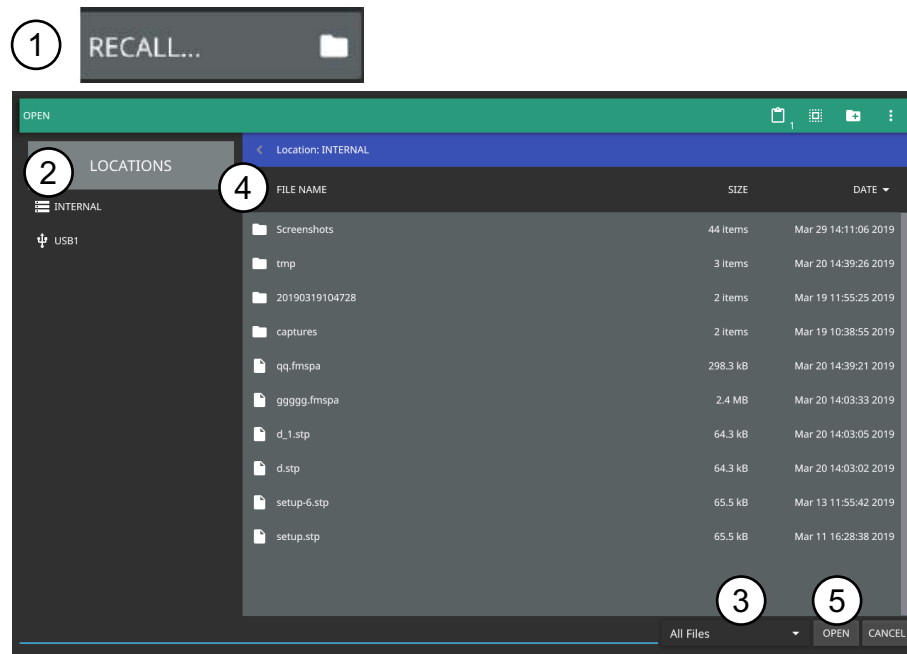 1 RECALL...
OPEN 1
2 LOCATIONS
INTERNAL
USB1
Location: INTERNAL
4 FILE NAME SIZE DATE
Screenshots 44 items Mar 29 14:11:06 2019
tmp 3 items Mar 20 14:39:26 2019
20190319104728 2 items Mar 19 11:55:25 2019
captures 2 items Mar 19 10:38:55 2019
qq.fmspa 298.3 kB Mar 20 14:39:21 2019
ggggg.fmspa 2.4 MB Mar 20 14:03:33 2019
d_1.stp 64.3 kB Mar 20 14:03:05 2019
d.stp 64.3 kB Mar 20 14:03:02 2019
setup-6.stp 65.5 kB Mar 13 11:55:42 2019
setup.stp 65.5 kB Mar 11 16:28:38 2019
3 5
All Files OPEN CANCEL